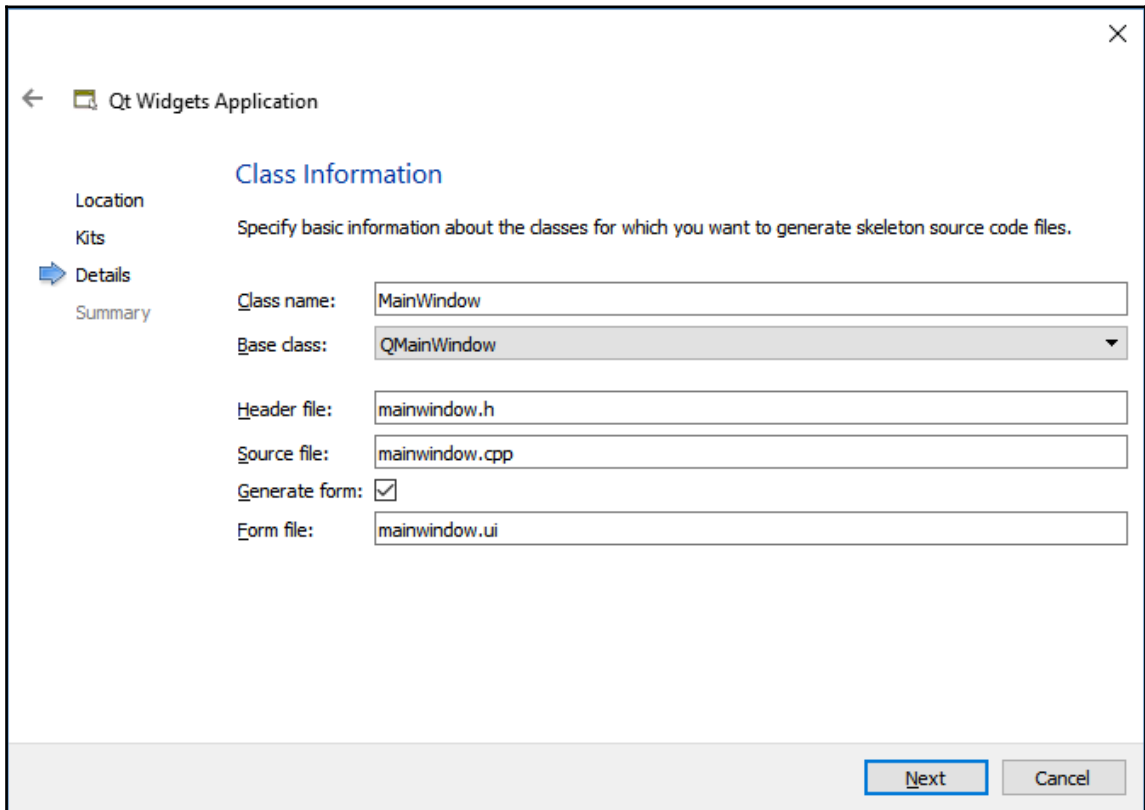 Qt Widgets Application
Location
Kits
Details
Summary
Class Information
Specify basic information about the classes for which you want to generate skeleton source code files.
Class name: MainWindow
Base class: QMainWindow
Header file: mainwindow.h
Source file: mainwindow.cpp
Generate form:
Form file: mainwindow.ui
Next Cancel